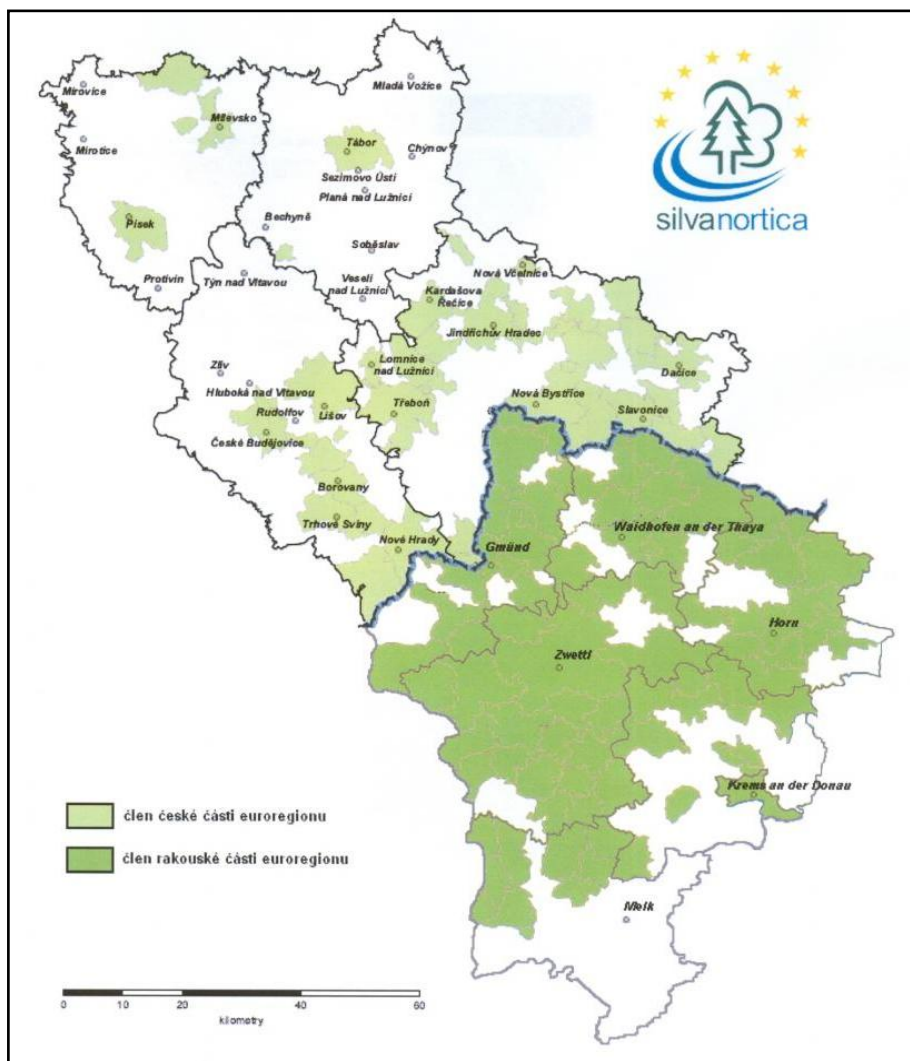 Mirovice
Mladá Vožice
Milevsko
Mirotice
Tábor
Chýnov
Sezimovo Ústí
Planá nad Lužnicí
silvanortica
Písek
Bechyně
Soběslav
Protivín
Týn nad Vltavou
Veselí
nad Lužnicí
Nová Včelnice
Kardašova
Řečice
Jindřichův Hradec
Zliv
Lomnice
nad Lužnicí
Dačice
Hluboká nad Vltavou
Nová Bystřice
Rudolfov
Lišov
Třeboň
Slavonice
České Budějovice
Borovany
Trhové Sviny
Waidhofen an der Thaya
Nové Hrady
Gmünd
Horn
Zwettl
Krems an der Donau
člen české části euroregionu
člen rakouské části euroregionu
Melk
0 10 20 40 60
kilometry